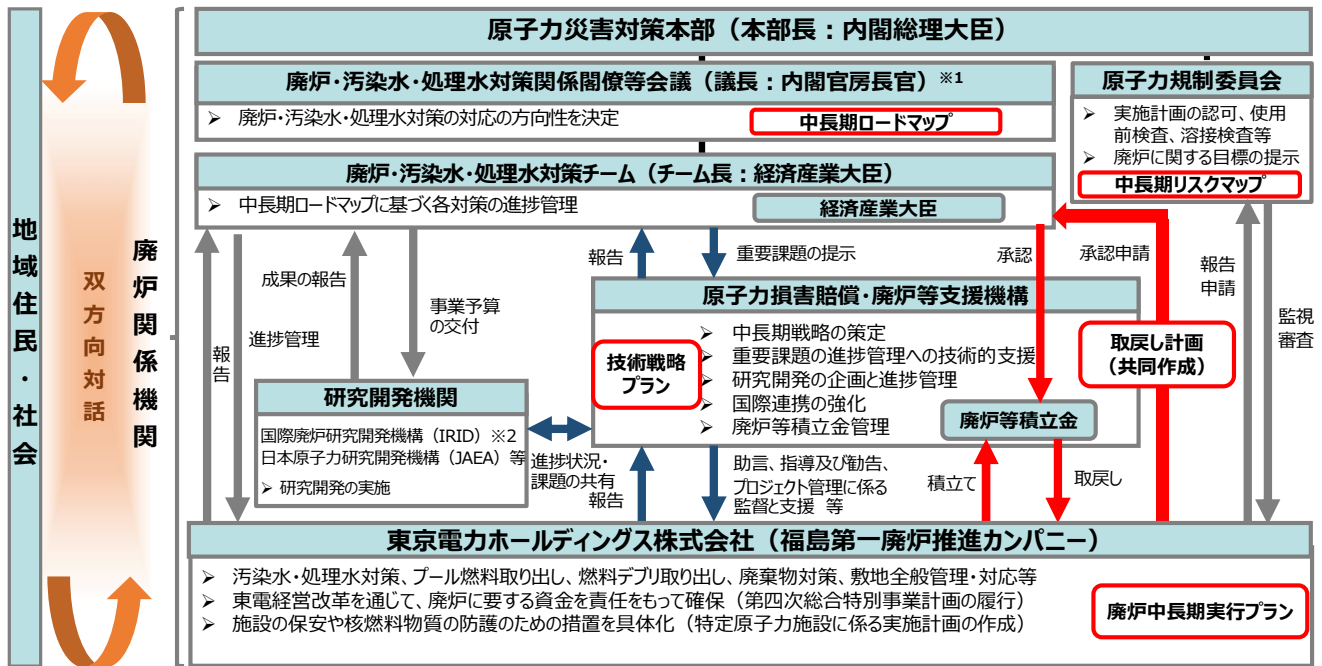 原子力災害対策本部（本部長：内閣総理大臣）
廃炉・汚染水・処理水対策関係閣僚等会議（議長：内閣官房長官）※1
➢ 廃炉・汚染水・処理水対策の対応の方向性を決定
中長期ロードマップ
原子力規制委員会
➢ 実施計画の認可、使用
前検査、溶接検査等
➢ 廃炉に関する目標の提示
中長期リスクマップ
廃炉・汚染水・処理水対策チーム（チーム長：経済産業大臣）
➢ 中長期ロードマップに基づく各対策の進捗管理
経済産業大臣
地域住民・社会
双方向対話
廃炉関係機関
報告
進捗管理
成果の報告
事業予算
の交付
報告
重要課題の提示
承認
承認申請
報告
申請
監視
審査
原子力損害賠償・廃炉等支援機構
技術戦略
プラン
➢ 中長期戦略の策定
➢ 重要課題の進捗管理への技術的支援
➢ 研究開発の企画と進捗管理
➢ 国際連携の強化
➢ 廃炉等積立金管理
廃炉等積立金
取戻し計画
（共同作成）
研究開発機関
国際廃炉研究開発機構（IRID）※2
日本原子力研究開発機構（JAEA）等
➢ 研究開発の実施
進捗状況・
課題の共有
報告
助言、指導及び勧告、
プロジェクト管理に係る
監督と支援 等
積立て
取戻し
東京電力ホールディングス株式会社（福島第一廃炉推進カンパニー）
➢ 汚染水・処理水対策、プール燃料取り出し、燃料デブリ取り出し、廃棄物対策、敷地全般管理・対応等
➢ 東電経営改革を通じて、廃炉に要する資金を責任をもって確保（第四次総合特別事業計画の履行）
➢ 施設の保安や核燃料物質の防護のための措置を具体化（特定原子力施設に係る実施計画の作成）
廃炉中長期実行プラン